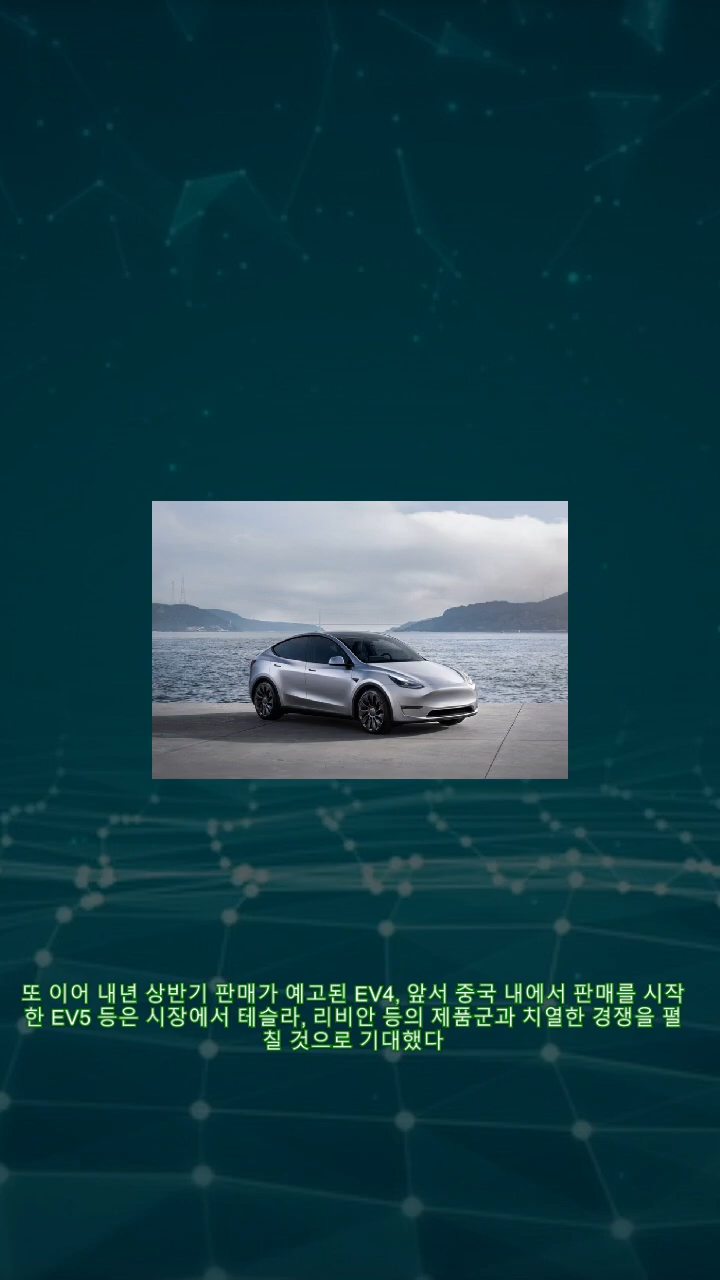 또 이어 내년 상반기 판매가 예고된 EV4, 앞서 중국 내에서 판매를 시작
한 EV5 등은 시장에서 테슬라, 리비안 등의 제품군과 치열한 경쟁을 펼
칠 것으로 기대했다